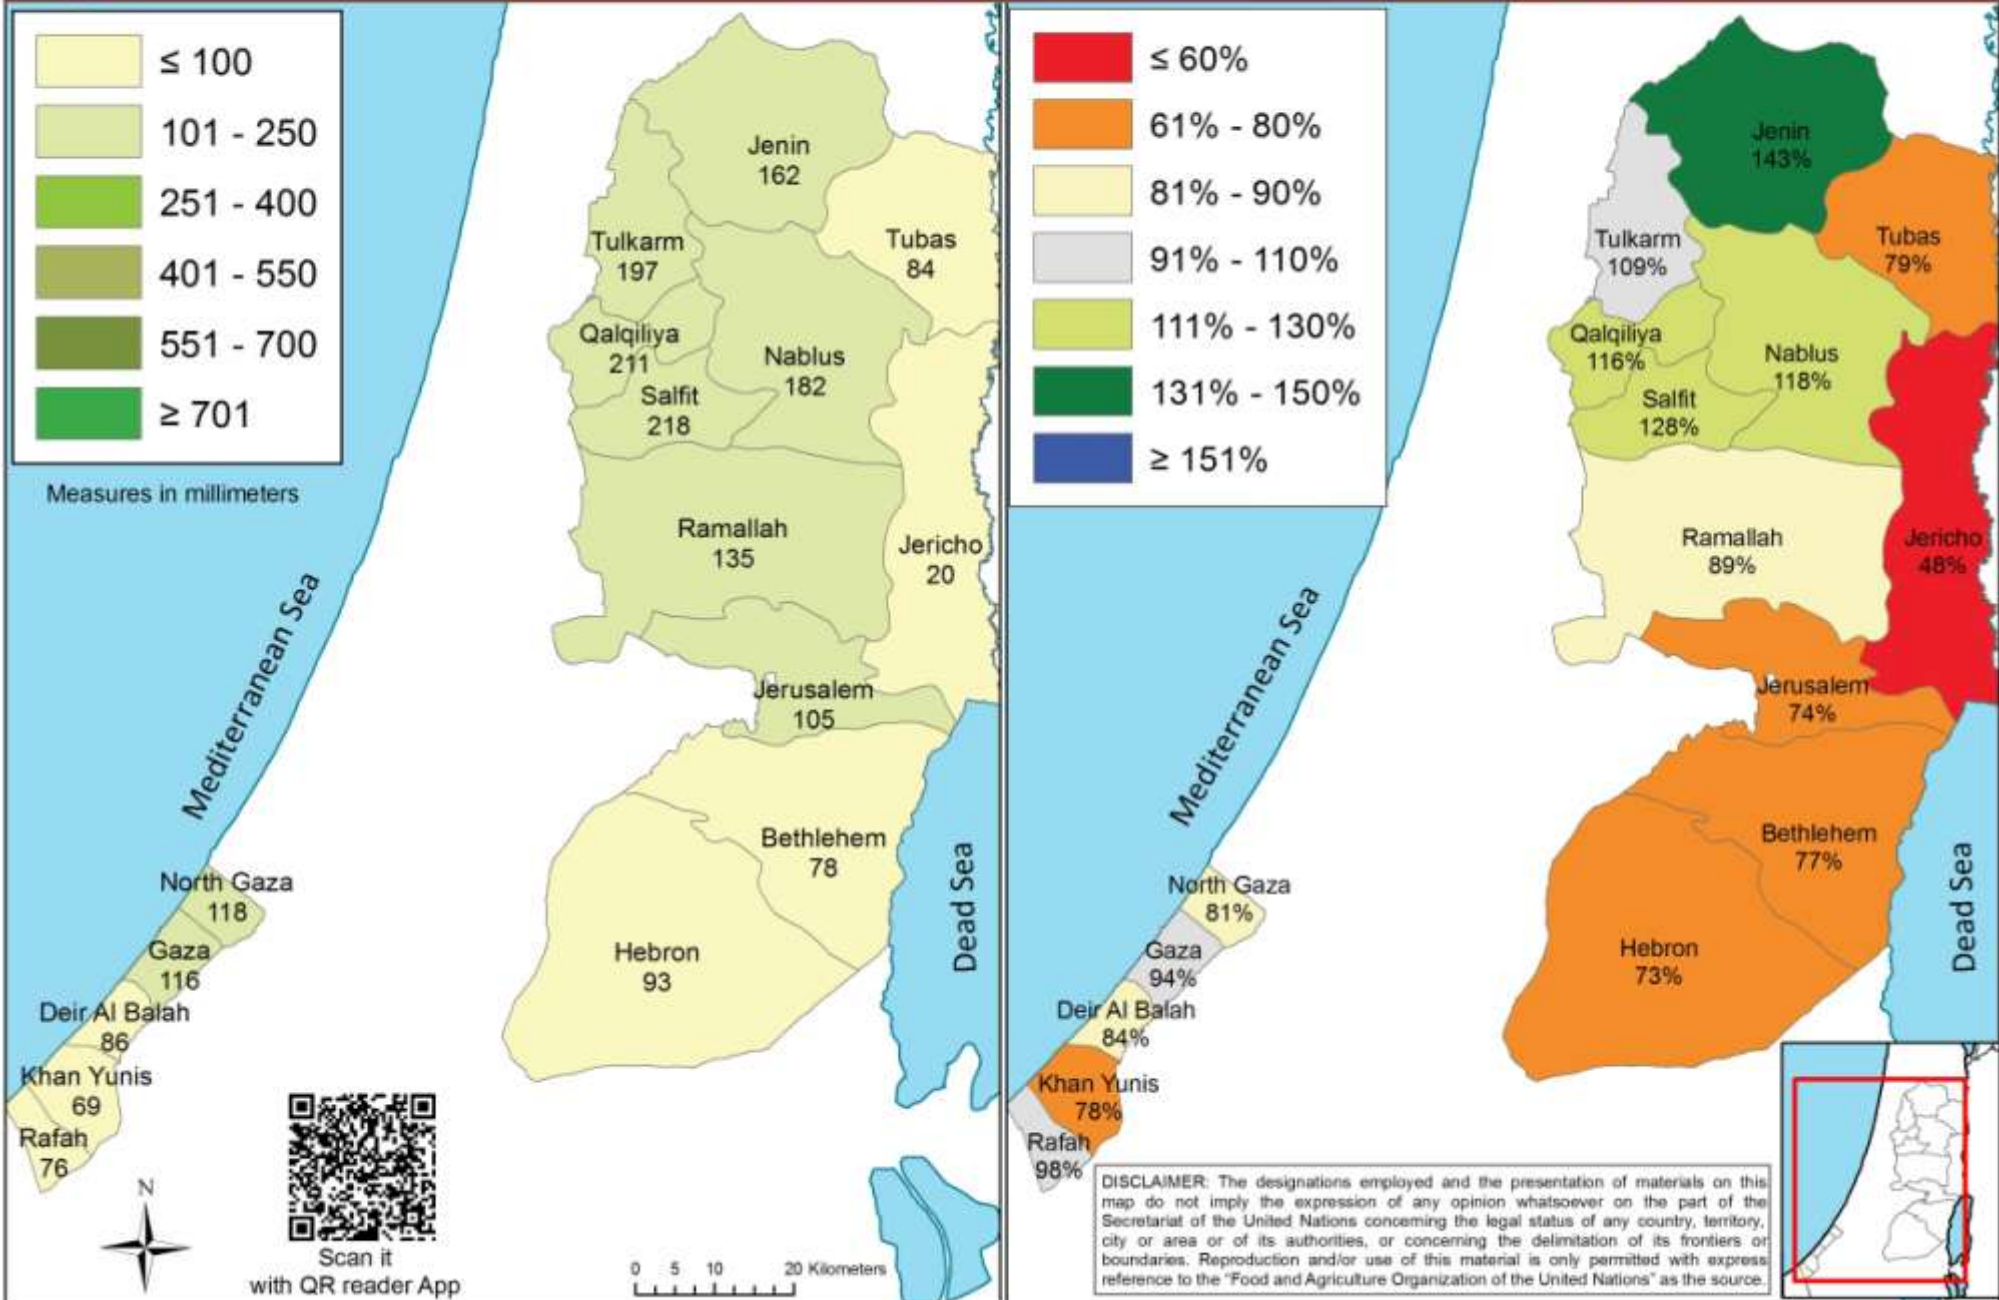 ≤ 100
101 - 250
251 - 400
401 - 550
551 - 700
≥ 701
Measures in millimeters
Mediterranean Sea
Jenin
162
Tubas
84
Tulkarm
197
Qalqiliya
211
Nablus
182
Salfit
218
Ramallah
135
Jericho
20
Jerusalem
105
Bethlehem
78
Hebron
93
Dead Sea
North Gaza
118
Gaza
116
Deir Al Balah
86
Khan Yunis
69
Rafah
76
N
Scan it
with QR reader App
0 5 10 20 Kilometers
≤ 60%
61% - 80%
81% - 90%
91% - 110%
111% - 130%
131% - 150%
≥ 151%
Mediterranean Sea
Jenin
143%
Tubas
79%
Tulkarm
109%
Qalqiliya
116%
Nablus
118%
Salfit
128%
Ramallah
89%
Jericho
48%
Jerusalem
74%
Bethlehem
77%
Hebron
73%
Dead Sea
North Gaza
81%
Gaza
94%
Deir Al Balah
84%
Khan Yunis
78%
Rafah
98%
DISCLAIMER: The designations employed and the presentation of materials on this
map do not imply the expression of any opinion whatsoever on the part of the
Secretariat of the United Nations concerning the legal status of any country, territory,
city or area or of its authorities, or concerning the delimitation of its frontiers or
boundaries. Reproduction and/or use of this material is only permitted with express
reference to the "Food and Agriculture Organization of the United Nations" as the source.